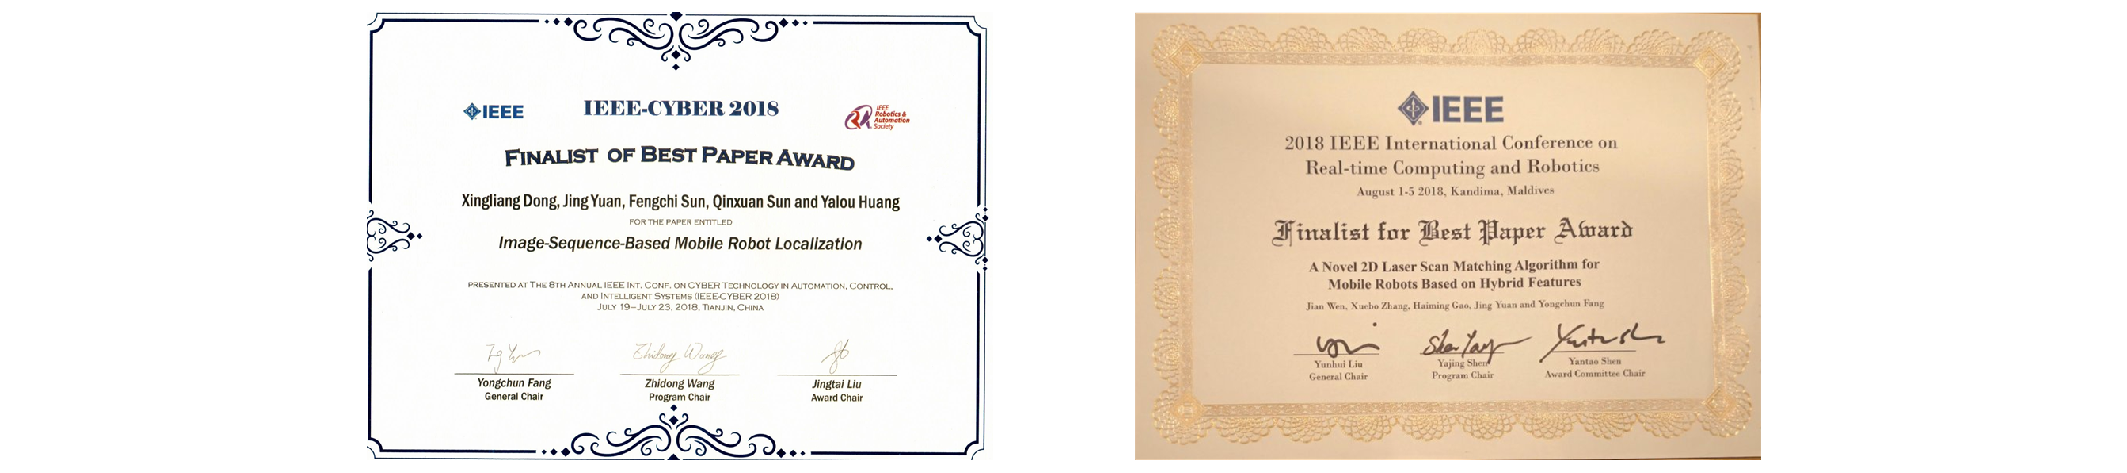 IEEE
IEEE-CYBER 2018
IEEE
Robotics &
Automation
Society
FINALIST OF BEST PAPER AWARD
Xingliang Dong, Jing Yuan, Fengchi Sun, Qinxuan Sun and Yalou Huang
FOR THE PAPER ENTITLED
Image-Sequence-Based Mobile Robot Localization
PRESENTED AT THE 8TH ANNUAL IEEE INT. CONF. ON CYBER TECHNOLOGY IN AUTOMATION, CONTROL,
AND INTELLIGENT SYSTEMS (IEEE-CYBER 2018)
JULY 19–JULY 23, 2018, TIANJIN, CHINA
Zhidong Wang
Yongchun Fang
General Chair
Zhidong Wang
Program Chair
Jingtai Liu
Award Chair
IEEE
2018 IEEE International Conference on
Real-time Computing and Robotics
August 1-5 2018, Kandima, Maldives
Finalist for Best Paper Award
A Novel 2D Laser Scan Matching Algorithm for
Mobile Robots Based on Hybrid Features
Jian Wen, Xuebo Zhang, Haiming Gao, Jing Yuan and Yongchun Fang
Yunhui Liu
General Chair
Yajing Shen
Program Chair
Yantao Shen
Award Committee Chair